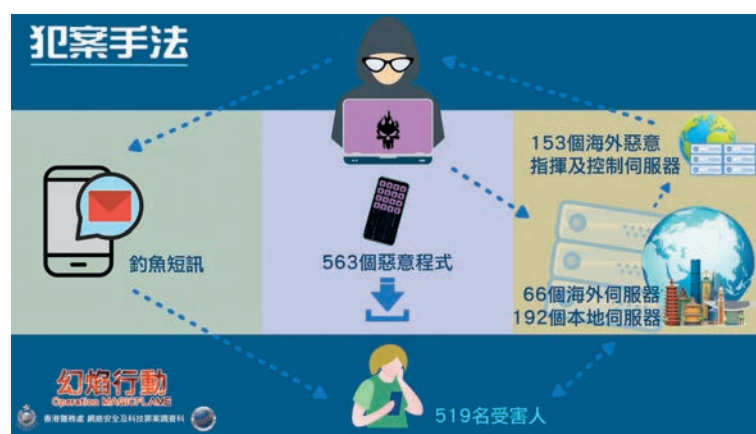 犯案手法
153個海外惡意
指揮及控制伺服器
釣魚短訊
563個惡意程式
66個海外伺服器
192個本地伺服器
幻焰行動
Operation MAGICFLAME
香港警務處 網絡安全及科技罪案調查科
519名受害人